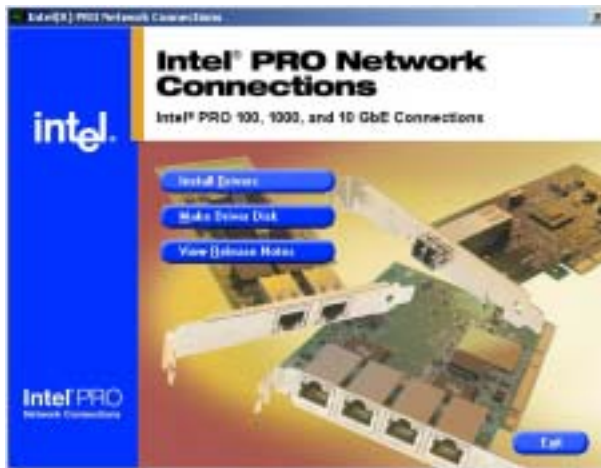 Intel(R) PRO Network Connections
Intel® PRO Network
Connections
Intel® PRO 100, 1000, and 10 GbE Connections
intel.
Install Drivers
Make Driver Disk
View Release Notes
Intel PRO
Network Connections
Exit